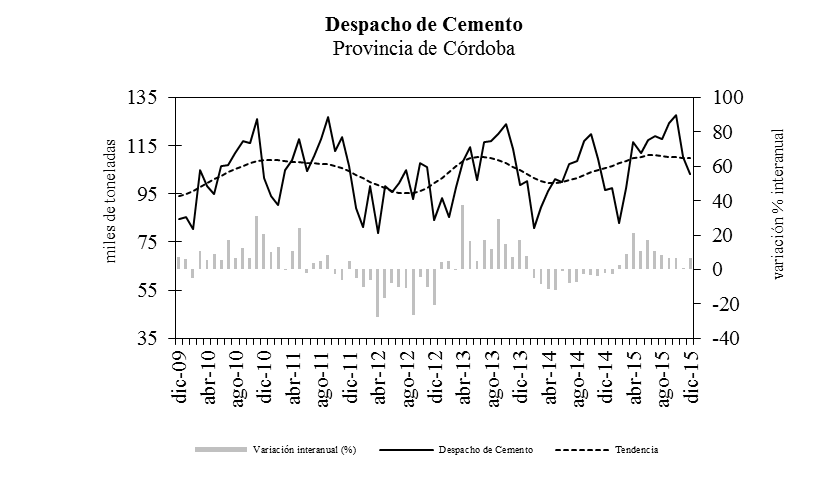 Despacho de Cemento
Provincia de Córdoba
135
115
95
75
55
35
miles de toneladas
100
80
60
40
20
0
-20
-40
variación % interanual
dic-09
abr-10
ago-10
dic-10
abr-11
ago-11
dic-11
abr-12
ago-12
dic-12
abr-13
ago-13
dic-13
abr-14
ago-14
dic-14
abr-15
ago-15
dic-15
Variación interanual (%)
Despacho de Cemento
Tendencia